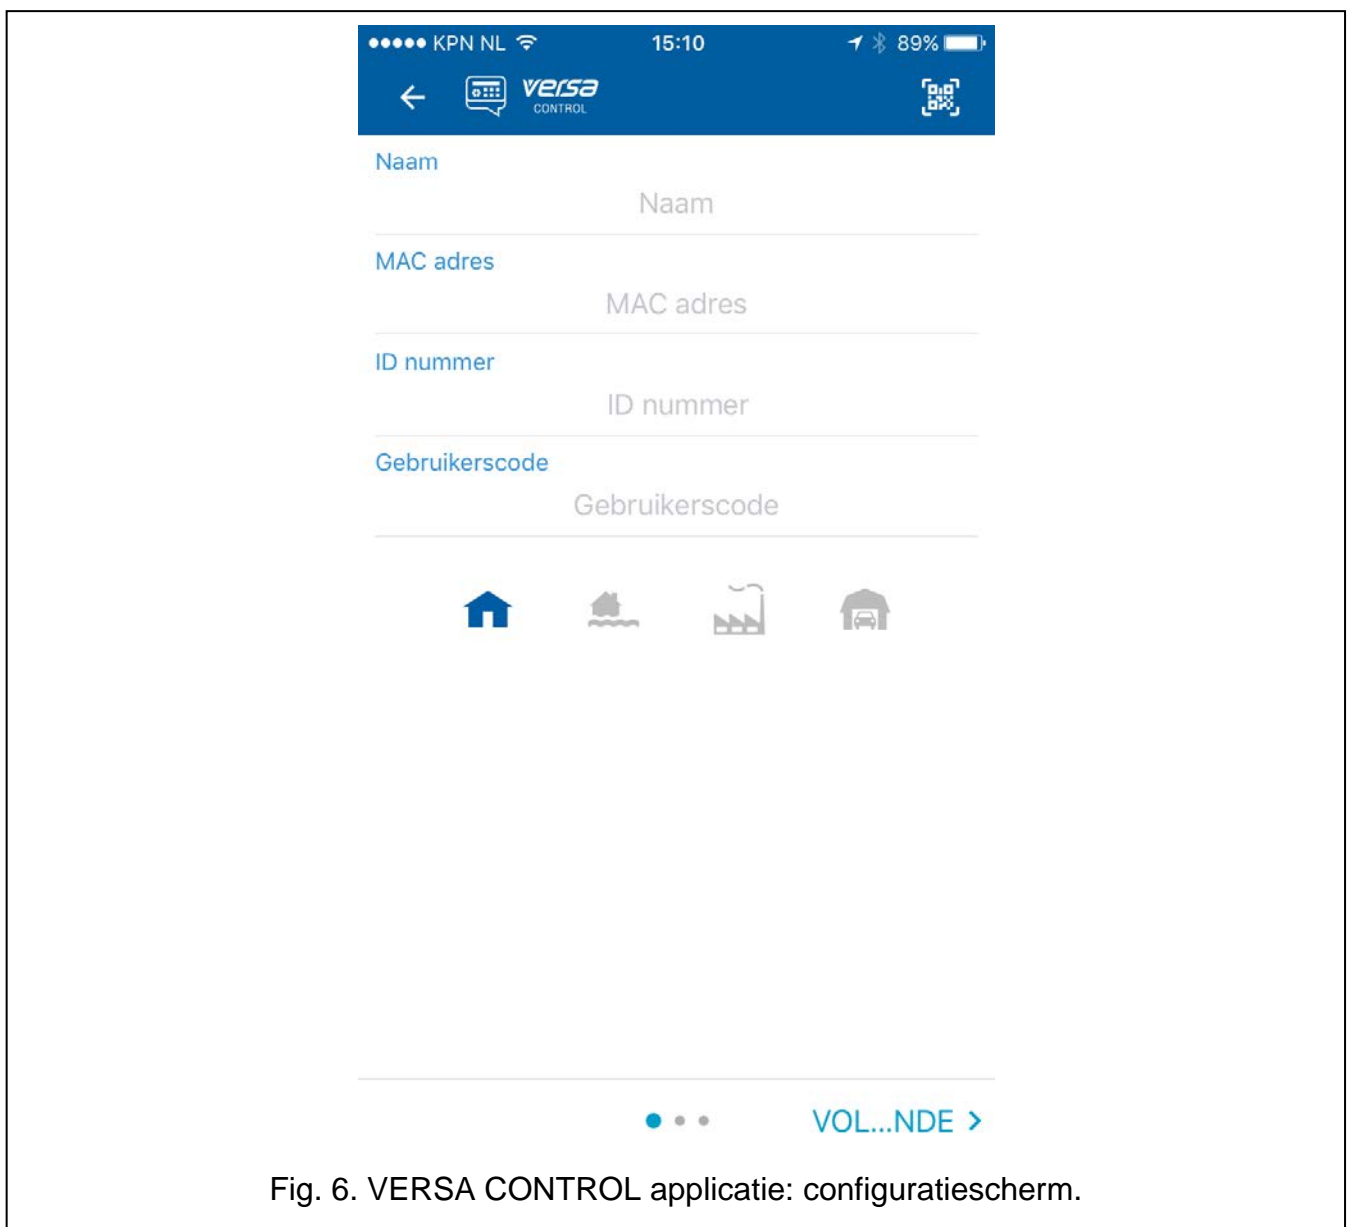 KPN NL 15:10 89%
versa
CONTROL
Naam
Naam
MAC adres
MAC adres
ID nummer
ID nummer
Gebruikerscode
Gebruikerscode
VOL...NDE >
Fig. 6. VERSA CONTROL applicatie: configuratiescherm.